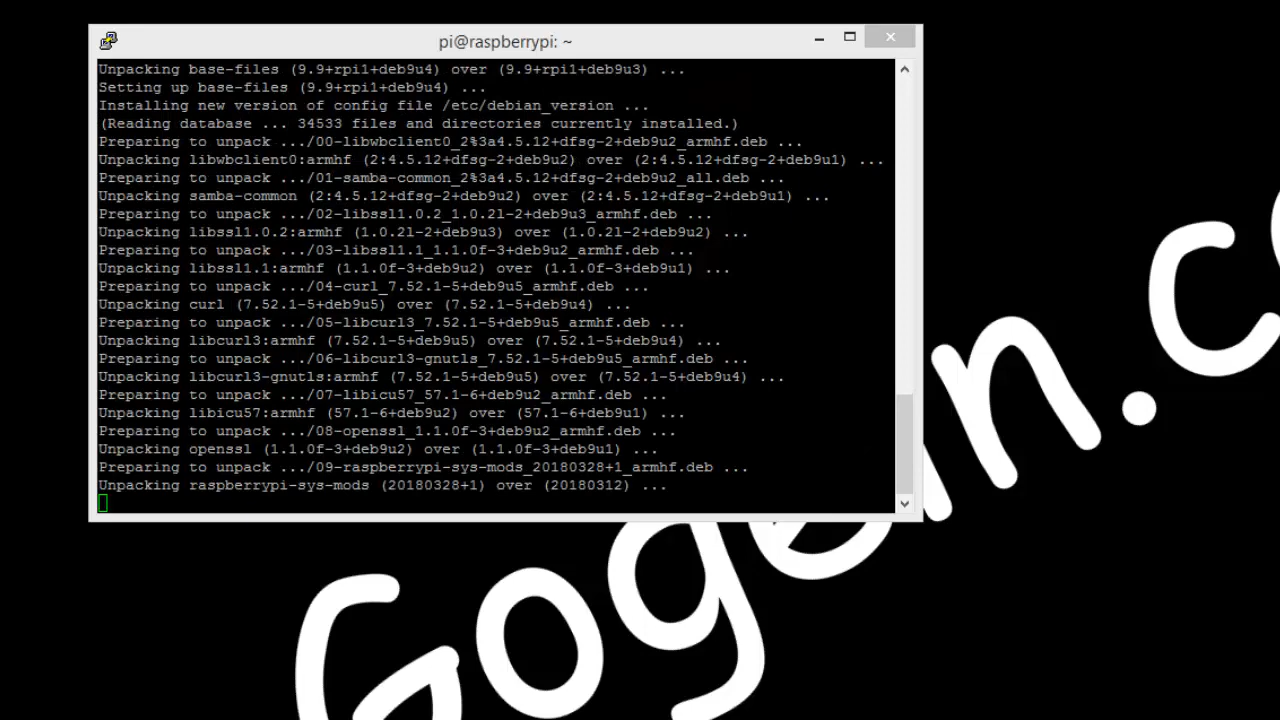 pi@raspberrypi: ~
Unpacking base-files (9.9+rpi1+deb9u4) over (9.9+rpi1+deb9u3) ...
Setting up base-files (9.9+rpi1+deb9u4) ...
Installing new version of config file /etc/debian_version ...
(Reading database ... 34533 files and directories currently installed.)
Preparing to unpack .../00-libwbclient0_2%3a4.5.12+dfsg-2+deb9u2_armhf.deb ...
Unpacking libwbclient0:armhf (2:4.5.12+dfsg-2+deb9u2) over (2:4.5.12+dfsg-2+deb9u1) ...
Preparing to unpack .../01-samba-common_2%3a4.5.12+dfsg-2+deb9u2_all.deb ...
Unpacking samba-common (2:4.5.12+dfsg-2+deb9u2) over (2:4.5.12+dfsg-2+deb9u1) ...
Preparing to unpack .../02-libssl1.0.2_1.0.2l-2+deb9u3_armhf.deb ...
Unpacking libssl1.0.2:armhf (1.0.2l-2+deb9u3) over (1.0.2l-2+deb9u2) ...
Preparing to unpack .../03-libssl1.1_1.1.0f-3+deb9u2_armhf.deb ...
Unpacking libssl1.1:armhf (1.1.0f-3+deb9u2) over (1.1.0f-3+deb9u1) ...
Preparing to unpack .../04-curl_7.52.1-5+deb9u5_armhf.deb ...
Unpacking curl (7.52.1-5+deb9u5) over (7.52.1-5+deb9u4) ...
Preparing to unpack .../05-libcurl3_7.52.1-5+deb9u5_armhf.deb ...
Unpacking libcurl3:armhf (7.52.1-5+deb9u5) over (7.52.1-5+deb9u4) ...
Preparing to unpack .../06-libcurl3-gnutls_7.52.1-5+deb9u5_armhf.deb ...
Unpacking libcurl3-gnutls:armhf (7.52.1-5+deb9u5) over (7.52.1-5+deb9u4) ...
Preparing to unpack .../07-libicu57_57.1-6+deb9u2_armhf.deb ...
Unpacking libicu57:armhf (57.1-6+deb9u2) over (57.1-6+deb9u1) ...
Preparing to unpack .../08-openssl_1.1.0f-3+deb9u2_armhf.deb ...
Unpacking openssl (1.1.0f-3+deb9u2) over (1.1.0f-3+deb9u1) ...
Preparing to unpack .../09-raspberrypi-sys-mods_20180328+1_armhf.deb ...
Unpacking raspberrypi-sys-mods (20180328+1) over (20180312) ...